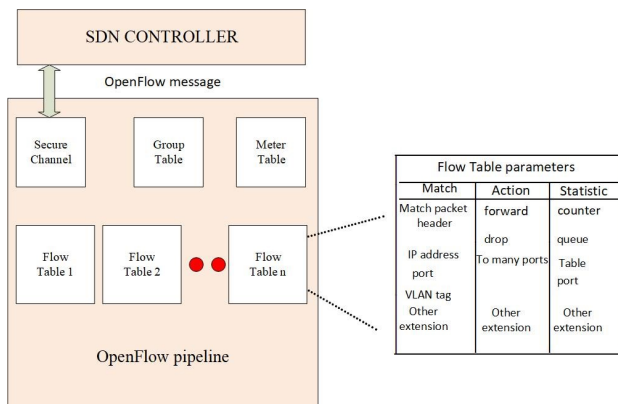 SDN CONTROLLER
OpenFlow message
Secure
Channel
Group
Table
Meter
Table
Flow
Table 1
Flow
Table 2
Flow
Table n
OpenFlow pipeline
Flow Table parameters
Match Action Statistic
Match packet
header
forward
counter
drop
queue
IP address
port
To many ports
Table
port
VLAN tag
Other
extension
Other
extension
Other
extension